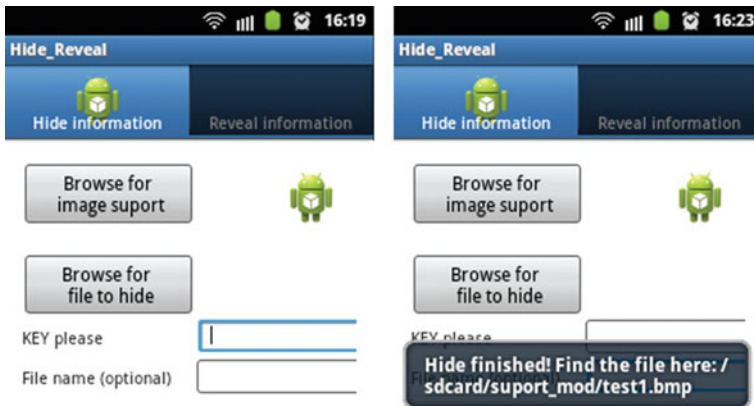 16:19
Hide_Reveal
Hide information
Reveal information
Browse for
image suport
Browse for
file to hide
KEY please
File name (optional)
16:23
Hide_Reveal
Hide information
Reveal information
Browse for
image suport
Browse for
file to hide
KEY please
Hide finished! Find the file here: /
sdcard/suport_mod/test1.bmp